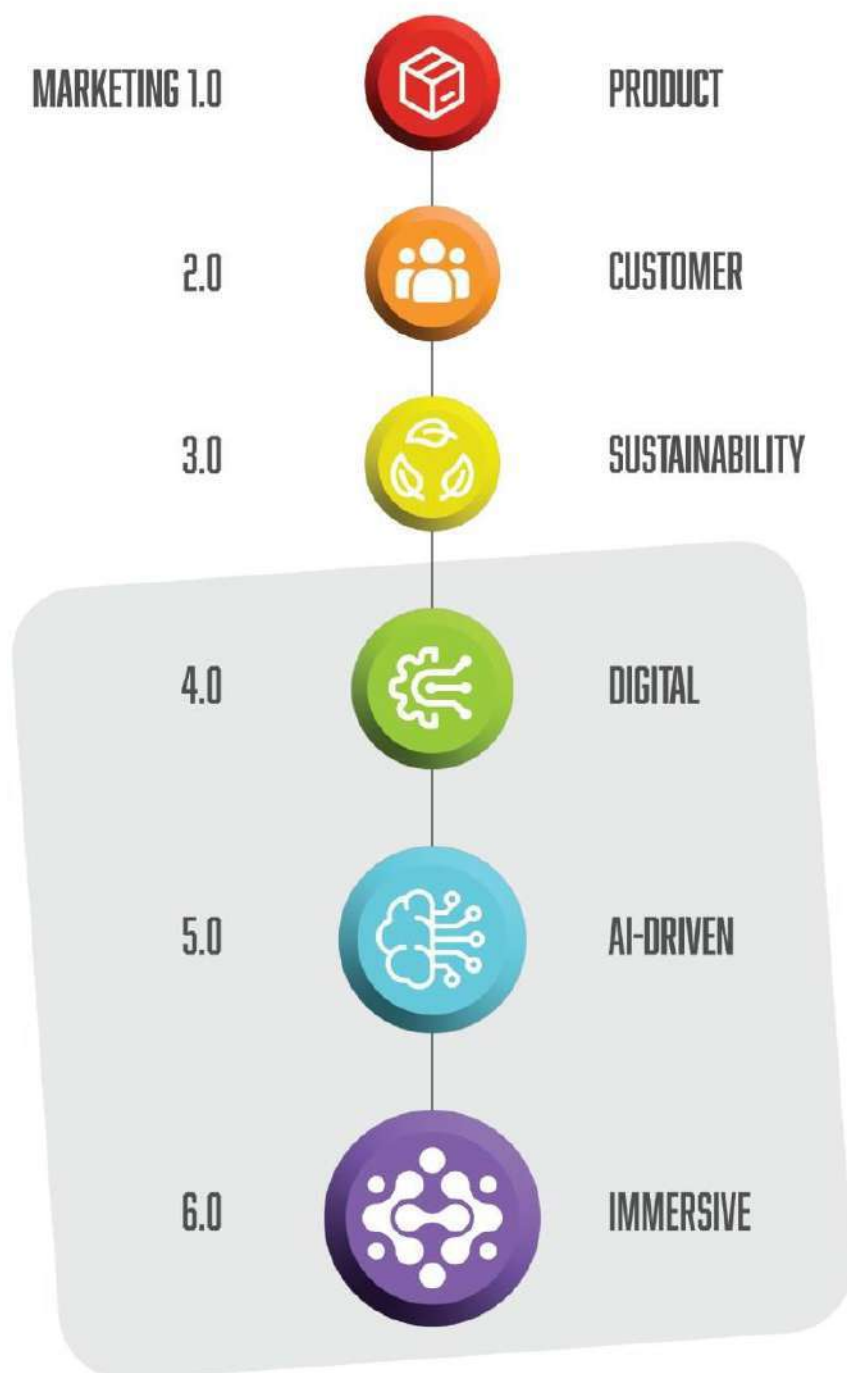 MARKETING 1.0 PRODUCT
2.0 CUSTOMER
3.0 SUSTAINABILITY
4.0 DIGITAL
5.0 AI-DRIVEN
6.0 IMMERSIVE